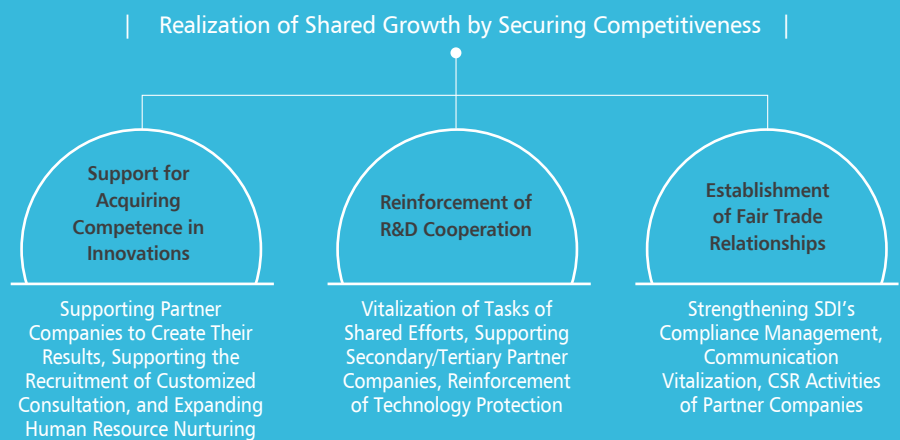 | Realization of Shared Growth by Securing Competitiveness |
Support for
Acquiring
Competence in
Innovations
Supporting Partner
Companies to Create Their
Results, Supporting the
Recruitment of Customized
Consultation, and Expanding
Human Resource Nurturing
Reinforcement of
R&D Cooperation
Vitalization of Tasks of
Shared Efforts, Supporting
Secondary/Tertiary Partner
Companies, Reinforcement
of Technology Protection
Establishment
of Fair Trade
Relationships
Strengthening SDI's
Compliance Management,
Communication
Vitalization, CSR Activities
of Partner Companies